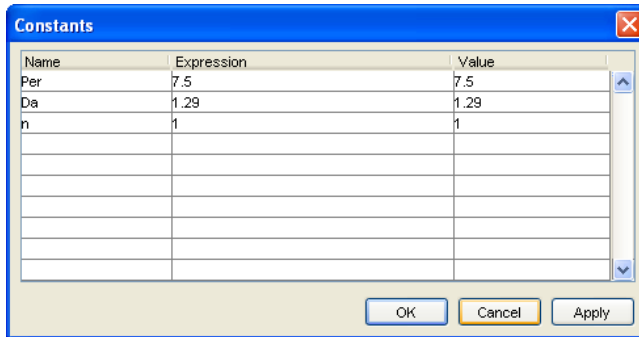 Constants
Name Expression Value
Per 7.5 7.5
Da 1.29 1.29
n 1 1
OK Cancel Apply